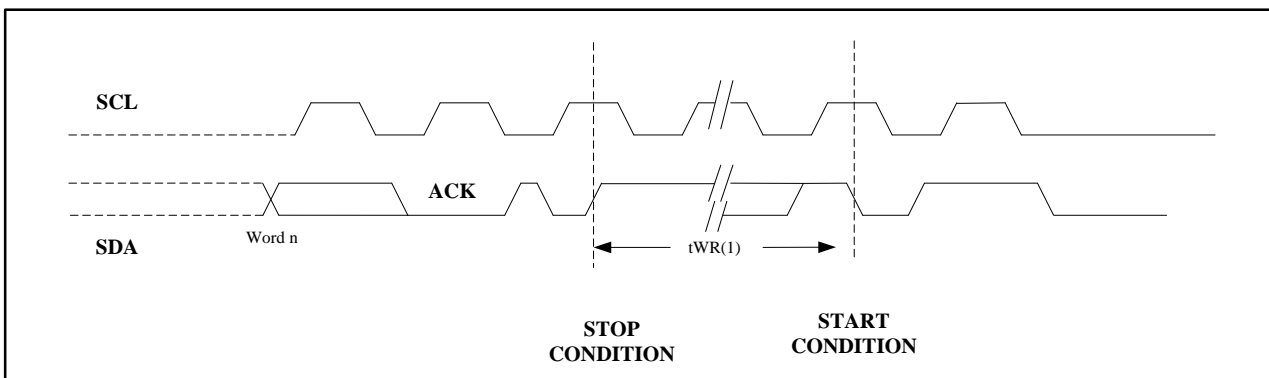 SCL
ACK
Word n
SDA
tWR(1)
STOP
CONDITION
START
CONDITION